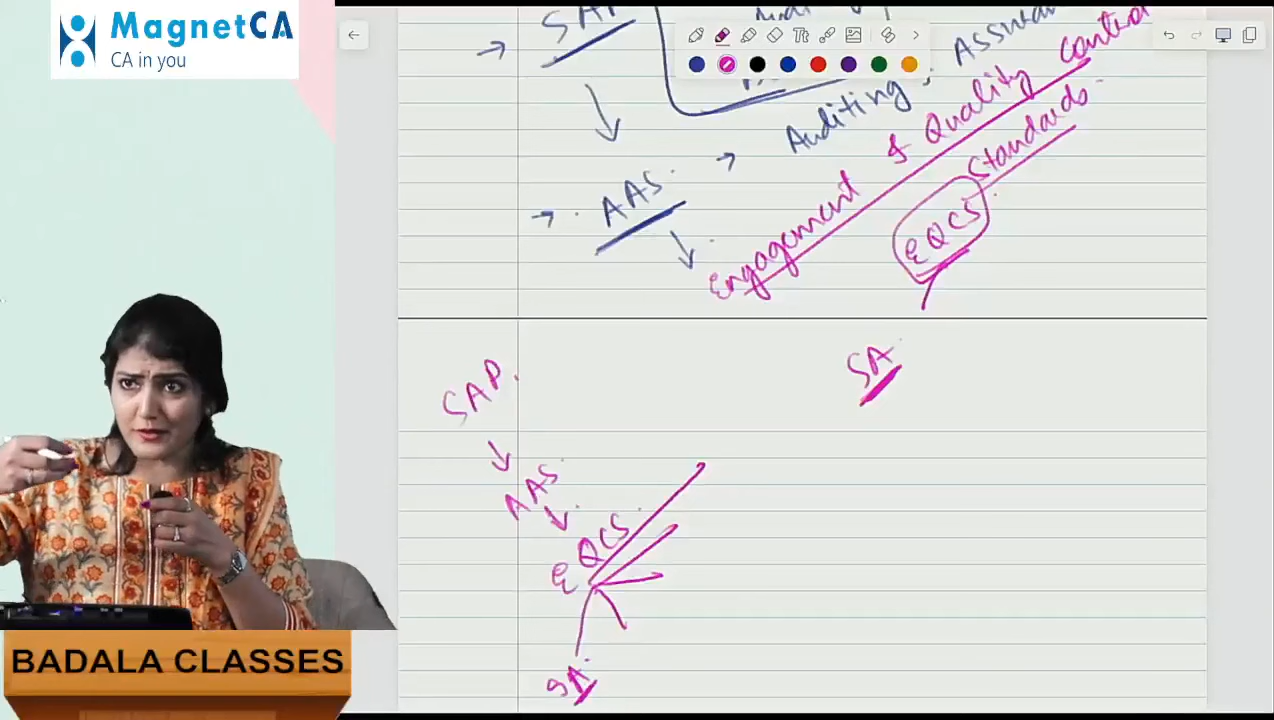 MagnetCA
CA in you
→ SAP
Auditing & Assuran
→ AAS. →
Engagement & Quality Control
Standards
EQCS
SA
SAP
AAS
EQCS
SA
BADALA CLASSES